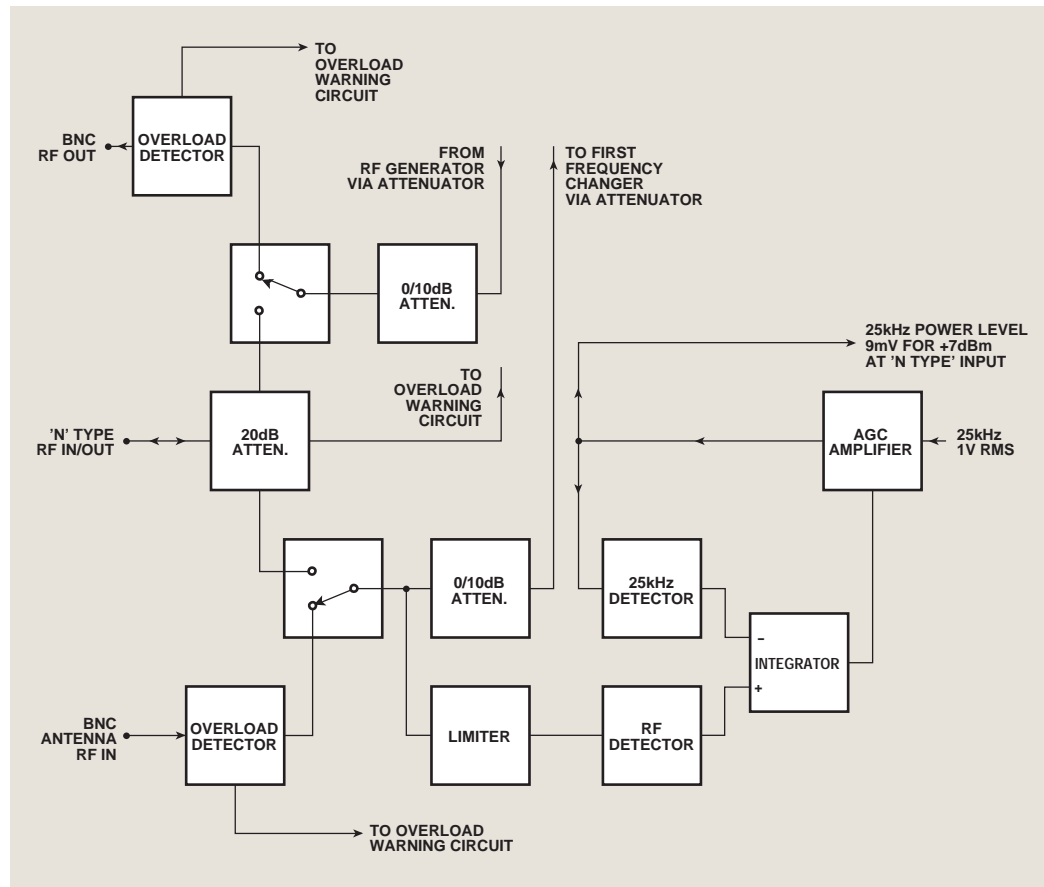 TO
OVERLOAD
WARNING
CIRCUIT
BNC
RF OUT
OVERLOAD
DETECTOR
FROM
RF GENERATOR
VIA ATTENUATOR
TO FIRST
FREQUENCY
CHANGER
VIA ATTENUATOR
0/10dB
ATTEN.
25kHz POWER LEVEL
9mV FOR +7dBm
AT 'N TYPE' INPUT
TO
OVERLOAD
WARNING
CIRCUIT
'N' TYPE
RF IN/OUT
20dB
ATTEN.
AGC
AMPLIFIER
25kHz
1V RMS
0/10dB
ATTEN.
25kHz
DETECTOR
–
INTEGRATOR
+
BNC
ANTENNA
RF IN
OVERLOAD
DETECTOR
LIMITER
RF
DETECTOR
TO OVERLOAD
WARNING CIRCUIT